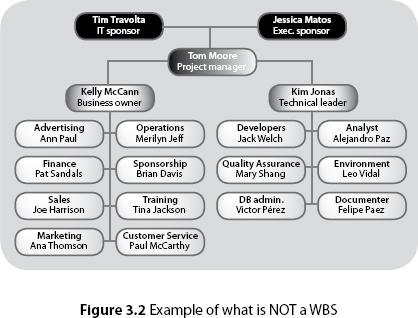 Tim Travolta
IT sponsor
Jessica Matos
Exec. sponsor
Tom Moore
Project manager
Kelly McCann
Business owner
Kim Jonas
Technical leader
Advertising
Ann Paul
Operations
Merilyn Jeff
Developers
Jack Welch
Analyst
Alejandro Paz
Finance
Pat Sandals
Sponsorship
Brian Davis
Quality Assurance
Mary Shang
Environment
Leo Vidal
Sales
Joe Harrison
Training
Tina Jackson
DB admin.
Victor Pérez
Documenter
Felipe Paez
Marketing
Ana Thomson
Customer Service
Paul McCarthy
Figure 3.2 Example of what is NOT a WBS